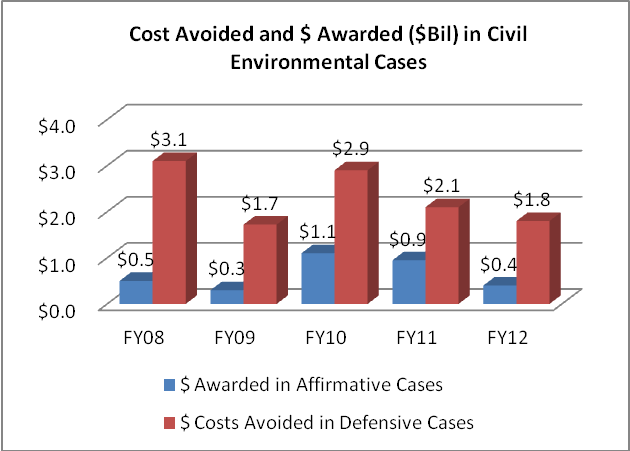 Cost Avoided and $ Awarded ($Bil) in Civil
Environmental Cases
$4.0
$3.0
$2.0
$1.0
$0.0
$0.5
$3.1
$0.3
$1.7
$1.1
$2.9
$0.9
$2.1
$0.4
$1.8
FY08
FY09
FY10
FY11
FY12
$ Awarded in Affirmative Cases
$ Costs Avoided in Defensive Cases